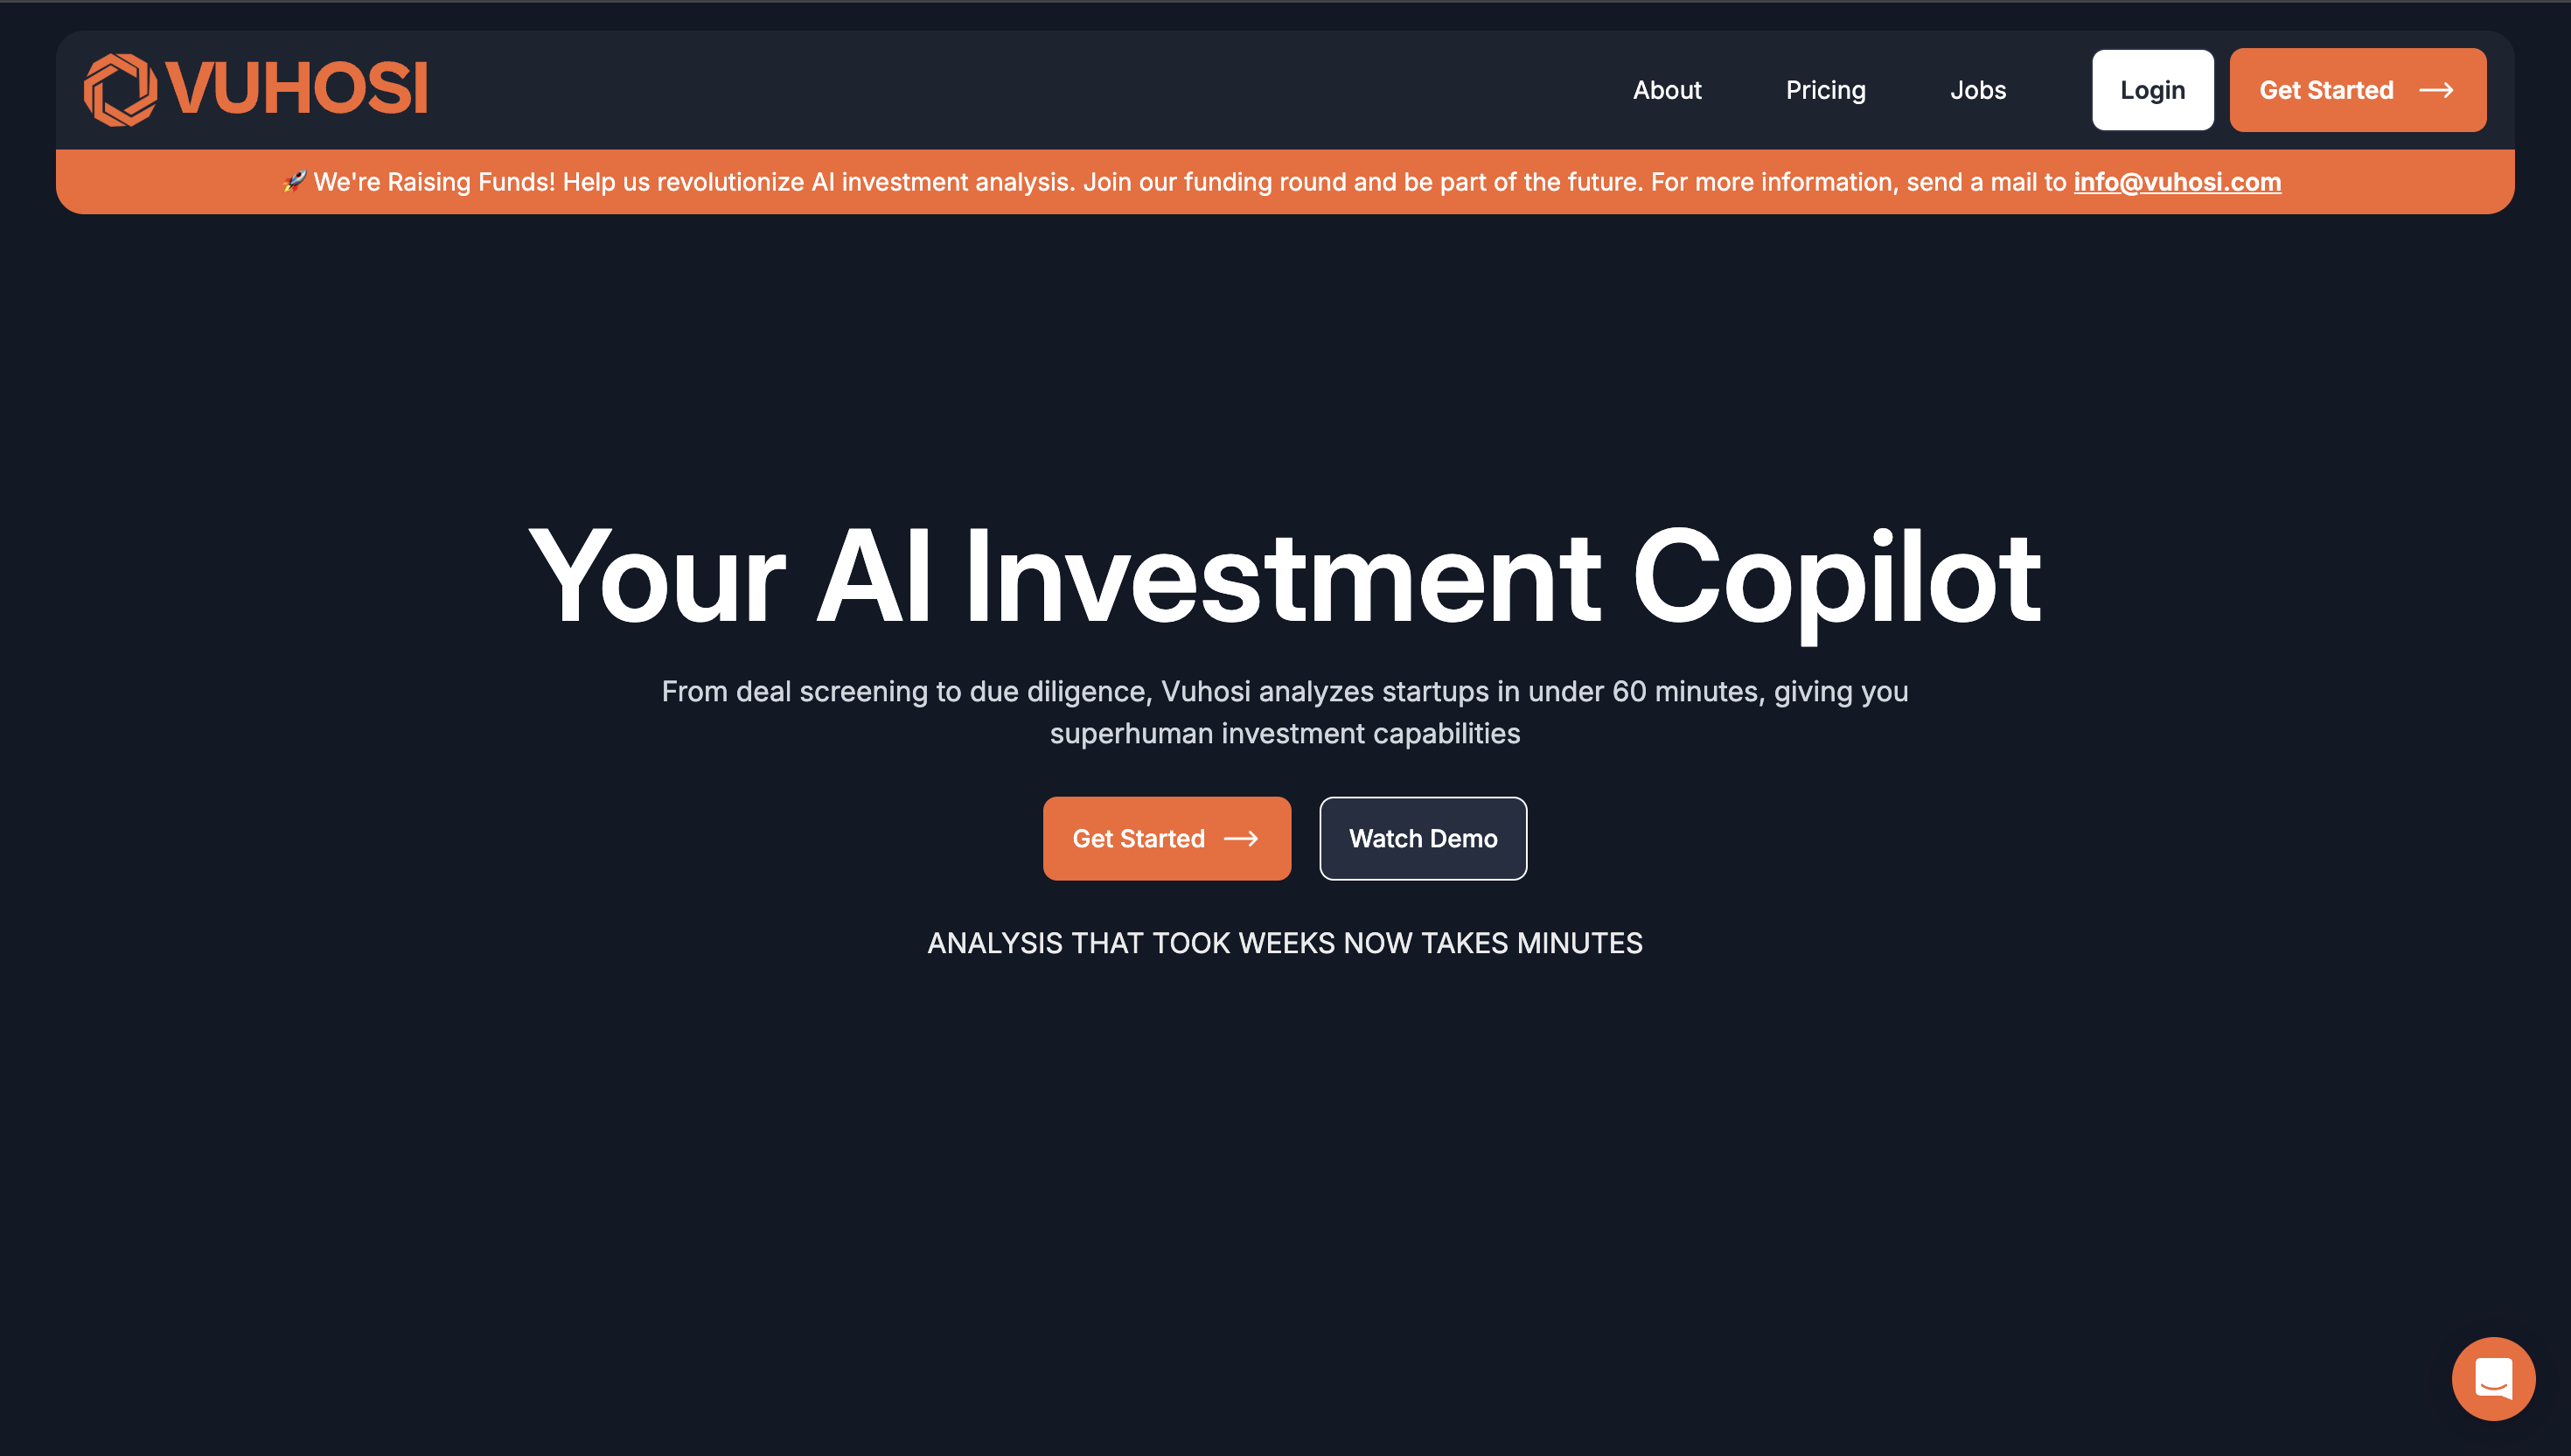 VUHOSI
About
Pricing
Jobs
Login
Get Started
🚀 We're Raising Funds! Help us revolutionize AI investment analysis. Join our funding round and be part of the future. For more information, send a mail to info@vuhosi.com
Your AI Investment Copilot
From deal screening to due diligence, Vuhosi analyzes startups in under 60 minutes, giving you
superhuman investment capabilities
Get Started
Watch Demo
ANALYSIS THAT TOOK WEEKS NOW TAKES MINUTES